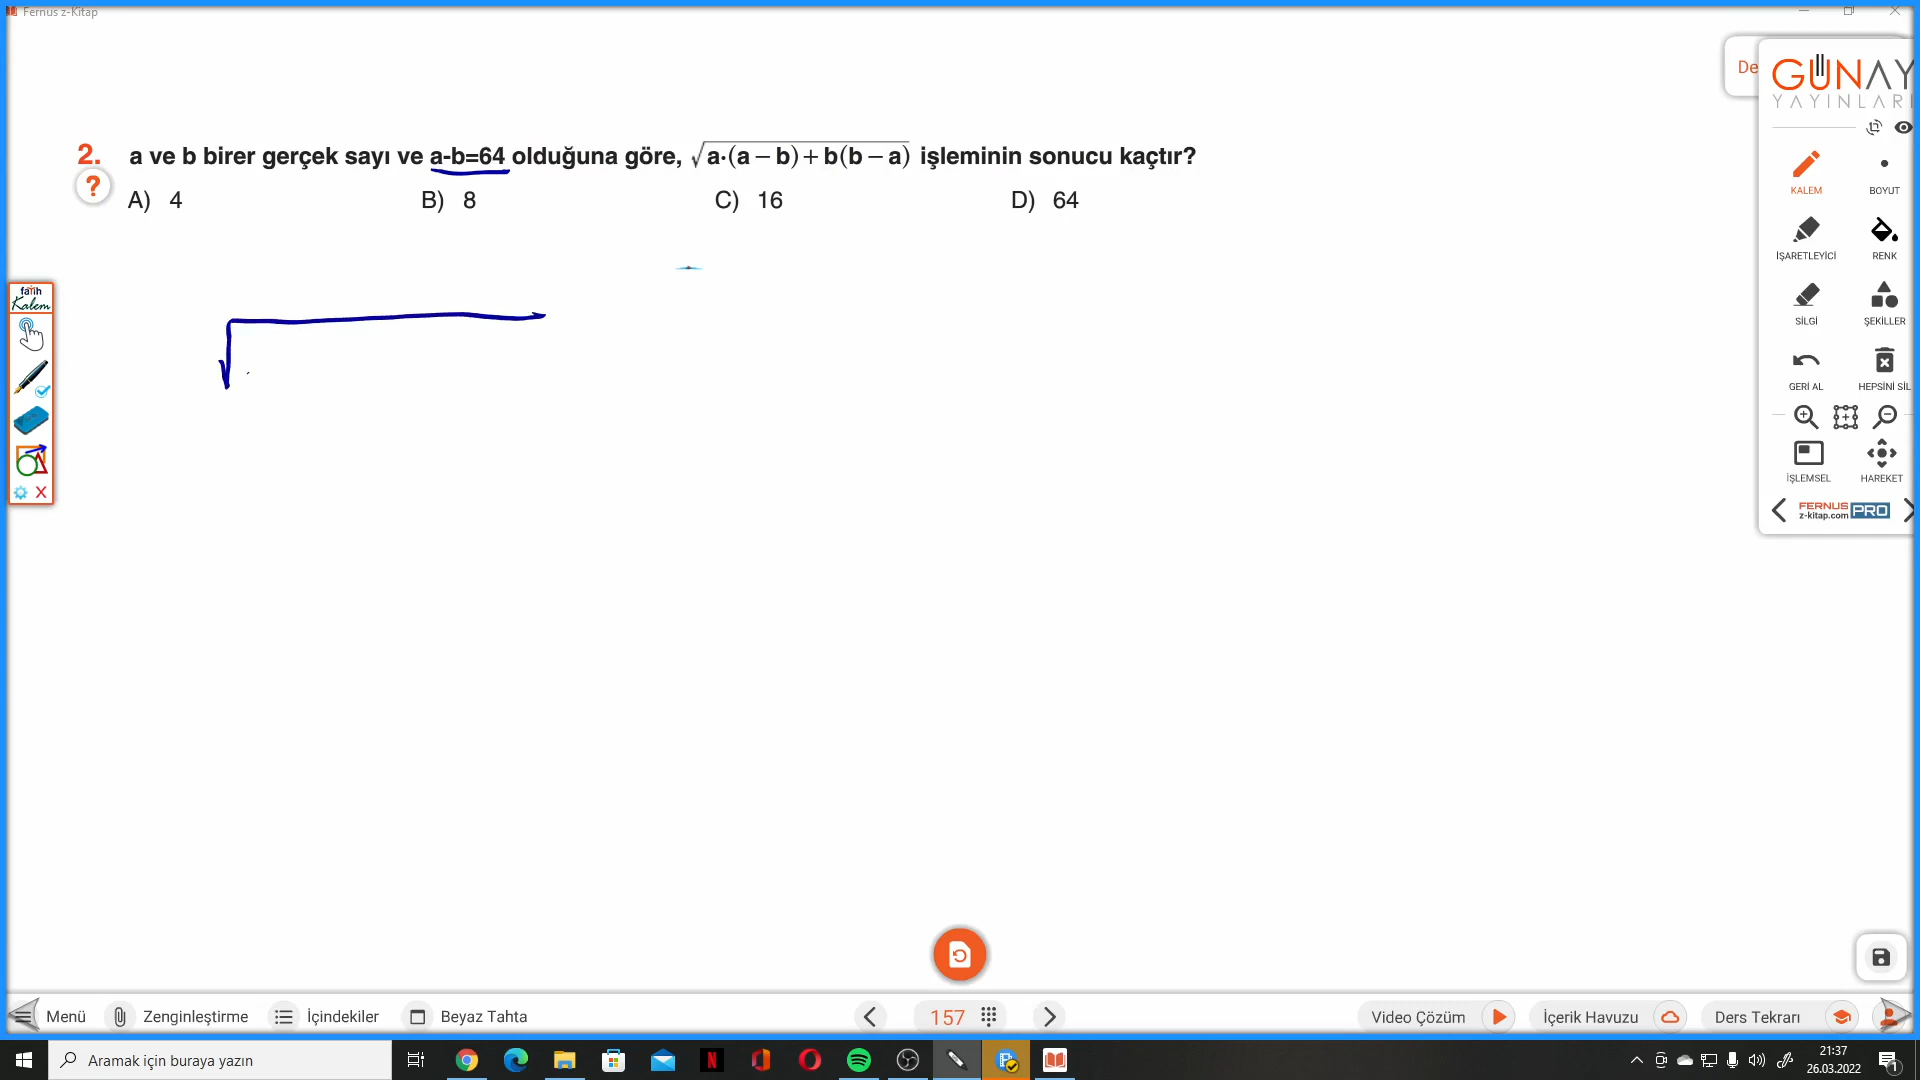 Fernus z-Kitap
De
GÜNAY
YAYINLARI
2. a ve b birer gerçek sayı ve a-b=64 olduğuna göre, √a·(a − b) + b(b − a) işleminin sonucu kaçtır?
?
A) 4 B) 8 C) 16 D) 64
KALEM BOYUT
İŞARETLEYİCİ RENK
SİLGİ ŞEKİLLER
GERİ AL HEPSİNİ SİL
İŞLEMSEL HAREKET
FERNUS
z-kitap.com PRO
fatih
Kalem
X
Menü Zenginleştirme İçindekiler Beyaz Tahta 157 Video Çözüm İçerik Havuzu Ders Tekrarı
Aramak için buraya yazın
21:37
26.03.2022
1